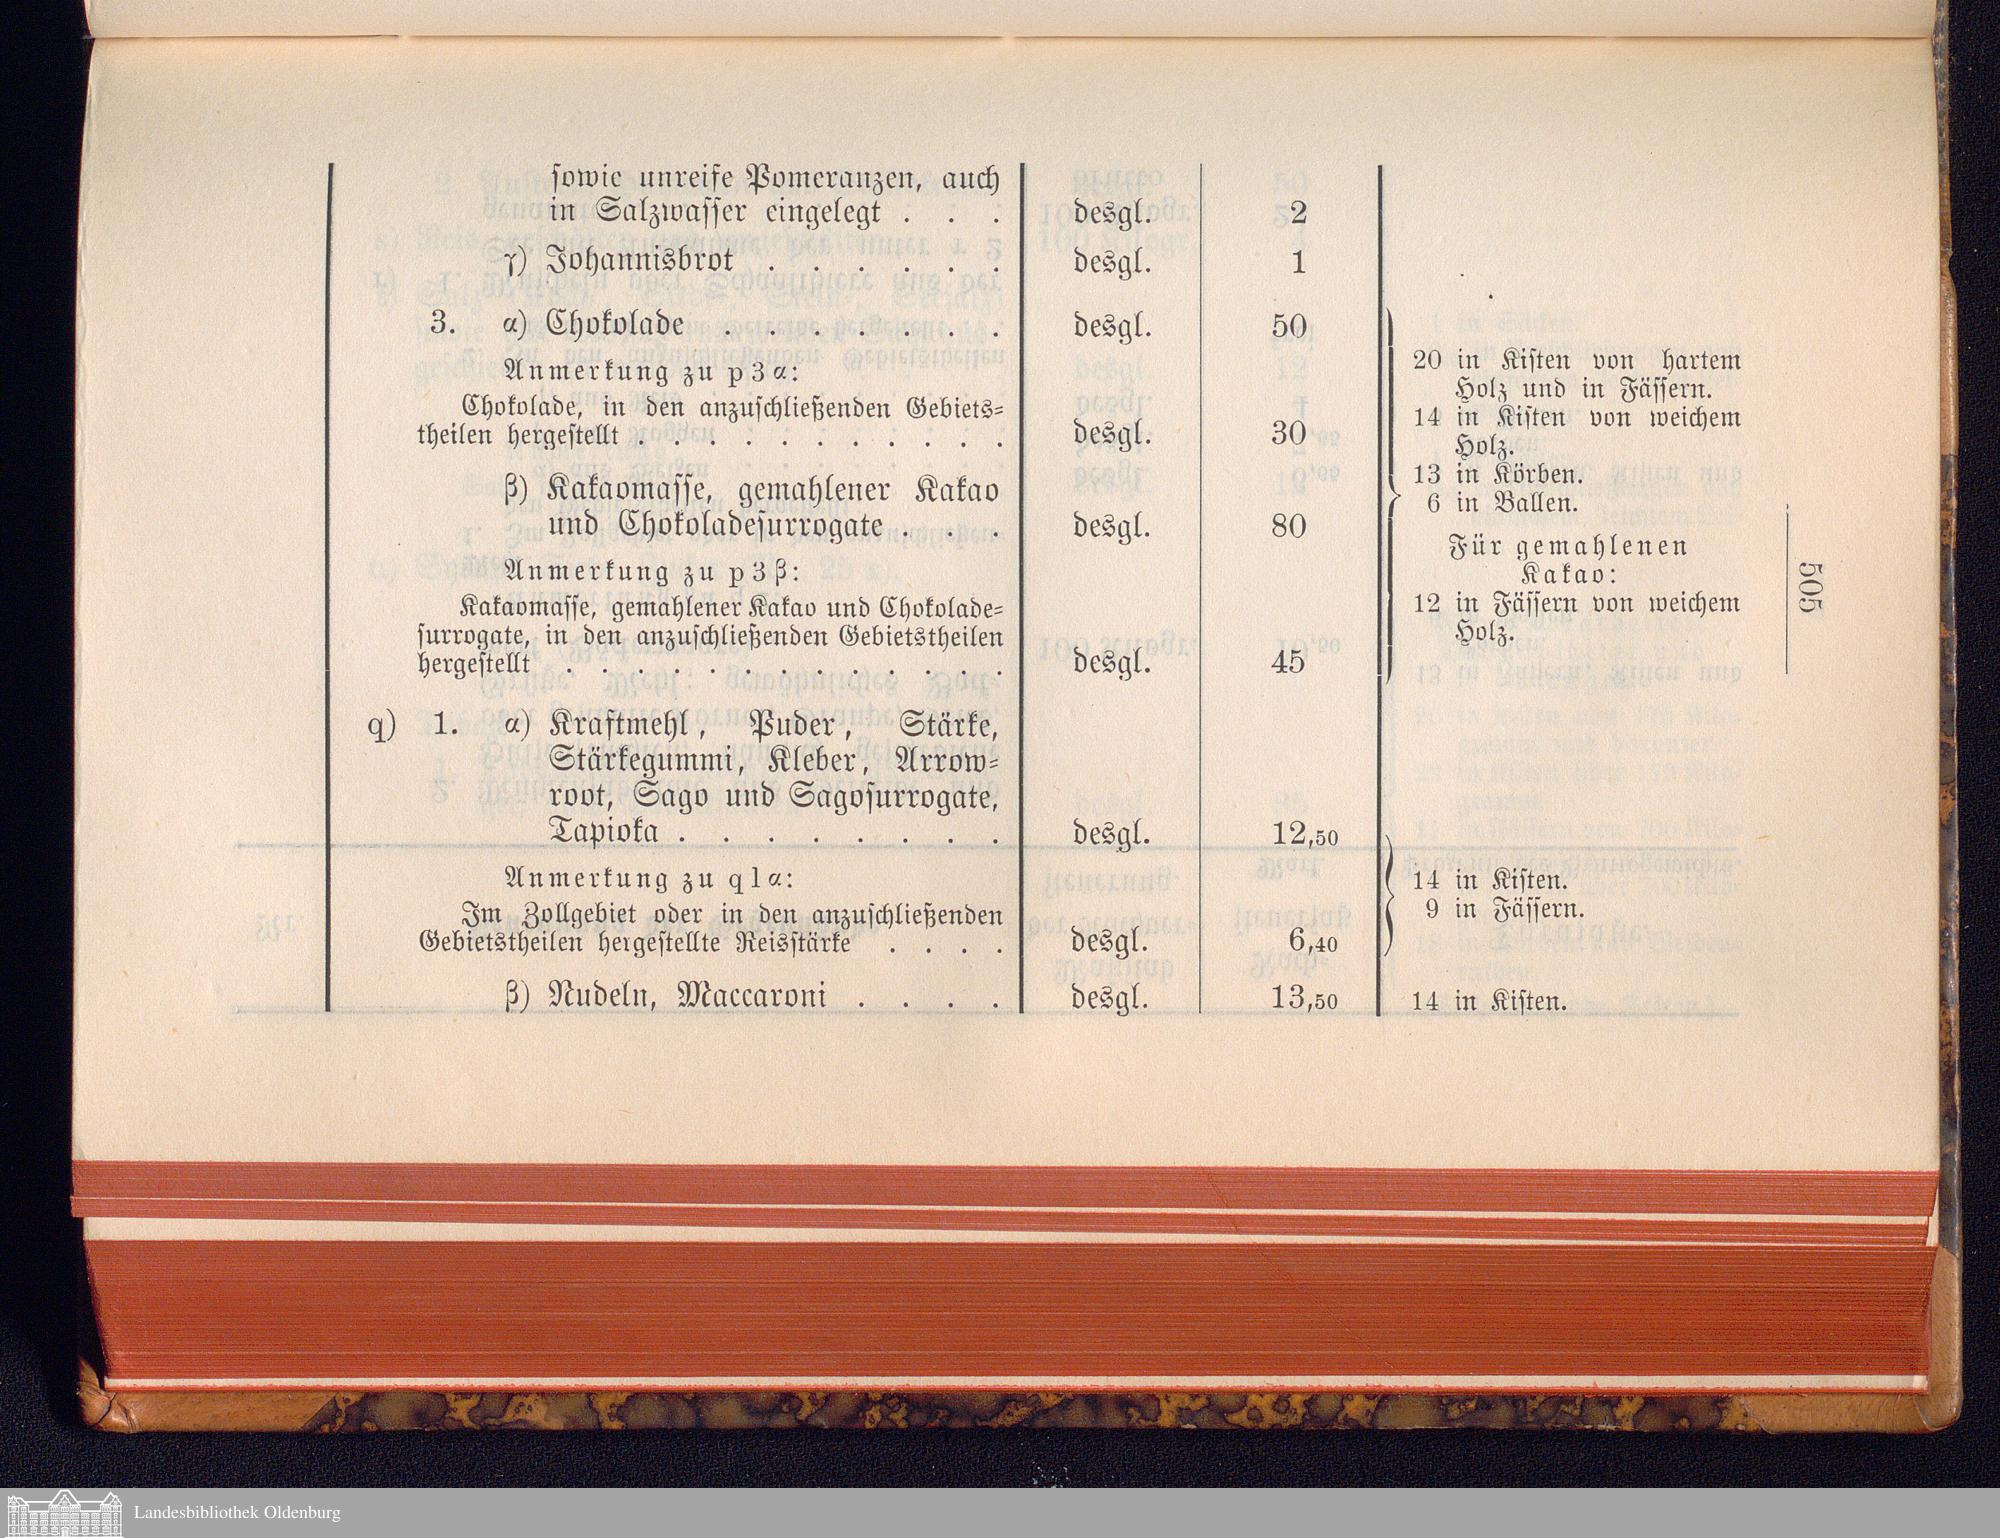 sowie unreife Pomeranzen, auch
in Salzwasser eingelegt . . . desgl. 2
γ) Johannisbrot . . . . . . desgl. 1
3. α) Chokolade . . . . . . . desgl. 50
Anmerkung zu p 3 α:
Chokolade, in den anzuschließenden Gebiets-
theilen hergestellt . . . . . . . . . . . desgl. 30
β) Kakaomasse, gemahlener Kakao
und Chokoladesurrogate . . . desgl. 80
Anmerkung zu p 3 β:
Kakaomasse, gemahlener Kakao und Chokolade-
surrogate, in den anzuschließenden Gebietstheilen
hergestellt . . . . . . . . . . . . . desgl. 45
20 in Kisten von hartem
Holz und in Fässern.
14 in Kisten von weichem
Holz.
13 in Körben.
6 in Ballen.
Für gemahlenen
Kakao:
12 in Fässern von weichem
Holz.
q) 1. α) Kraftmehl, Puder, Stärke,
Stärkegummi, Kleber, Arrow-
root, Sago und Sagosurrogate,
Tapioka . . . . . . . . desgl. 12,50
Anmerkung zu q 1 α:
Im Zollgebiet oder in den anzuschließenden
Gebietstheilen hergestellte Reisstärke . . . . desgl. 6,40
14 in Kisten.
9 in Fässern.
β) Nudeln, Maccaroni . . . . desgl. 13,50 14 in Kisten.
505
Landesbibliothek Oldenburg